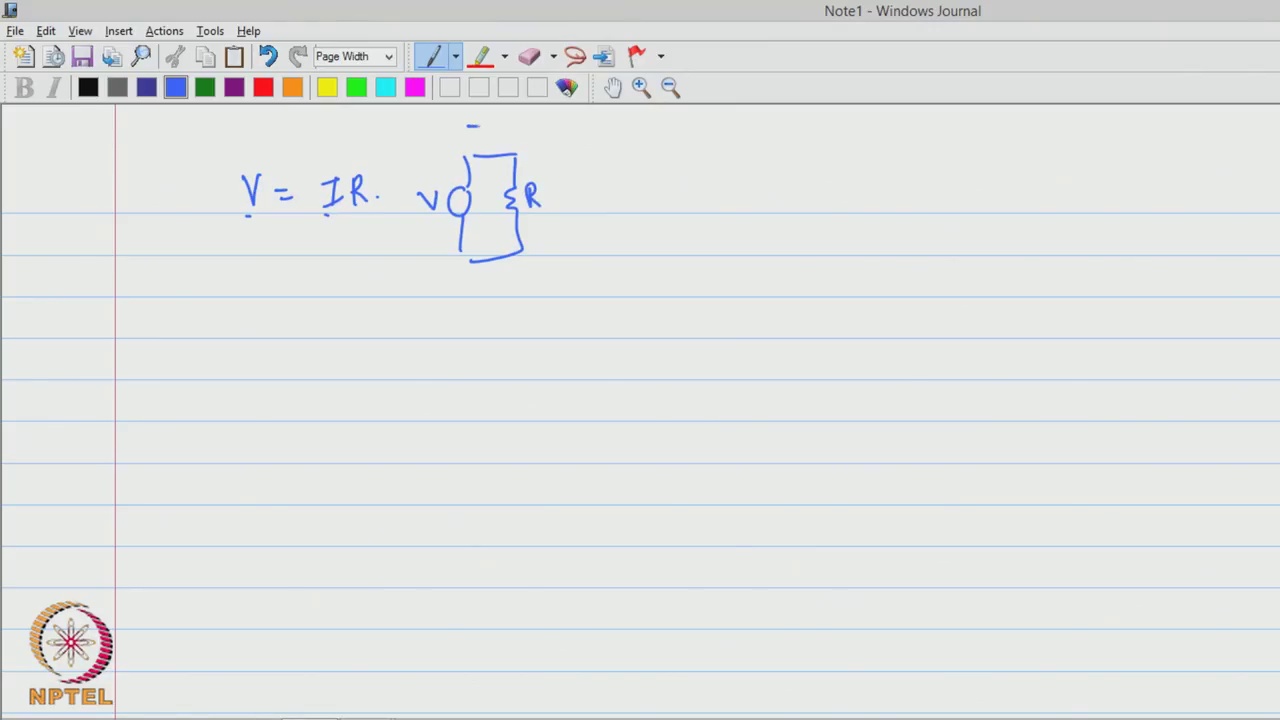 Note1 - Windows Journal
File Edit View Insert Actions Tools Help
Page Width
B I
V = IR. V R
NPTEL